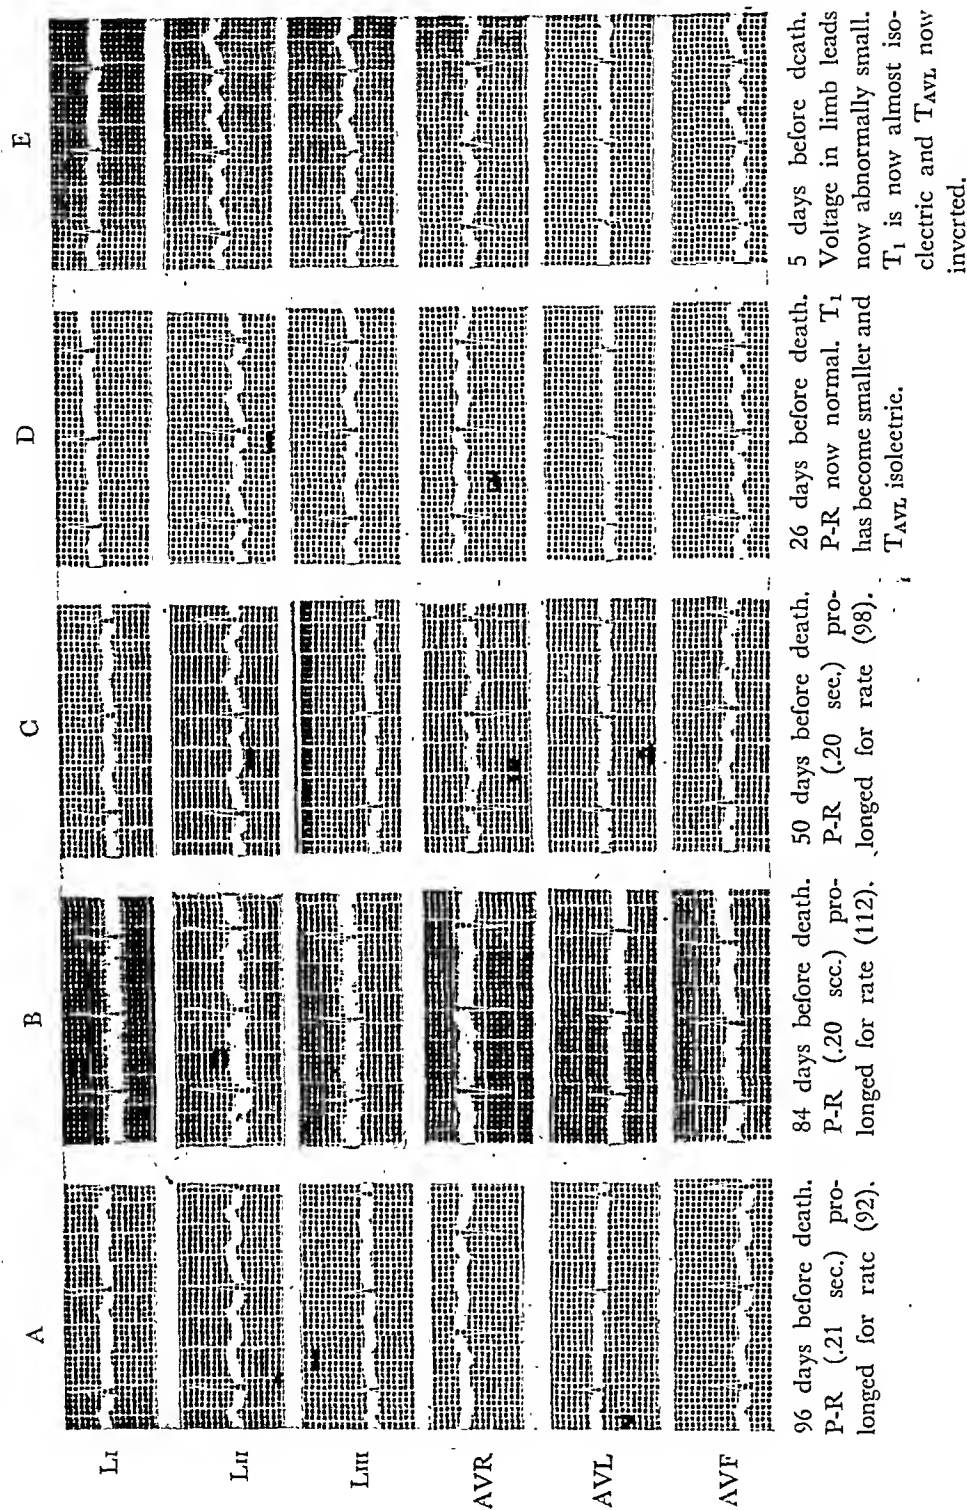 A
B
C
D
E
LI
LII
LIII
AVR
AVL
AVF
96 days before death.
P-R (.21 sec.) pro-
longed for rate (92).
84 days before death.
P-R (.20 sec.) pro-
longed for rate (112).
50 days before death.
P-R (.20 sec.) pro-
longed for rate (98).
26 days before death.
P-R now normal. T1
has become smaller and
TAVL isoelectric.
5 days before death.
Voltage in limb leads
now abnormally small.
T1 is now almost iso-
electric and TAVL now
inverted.